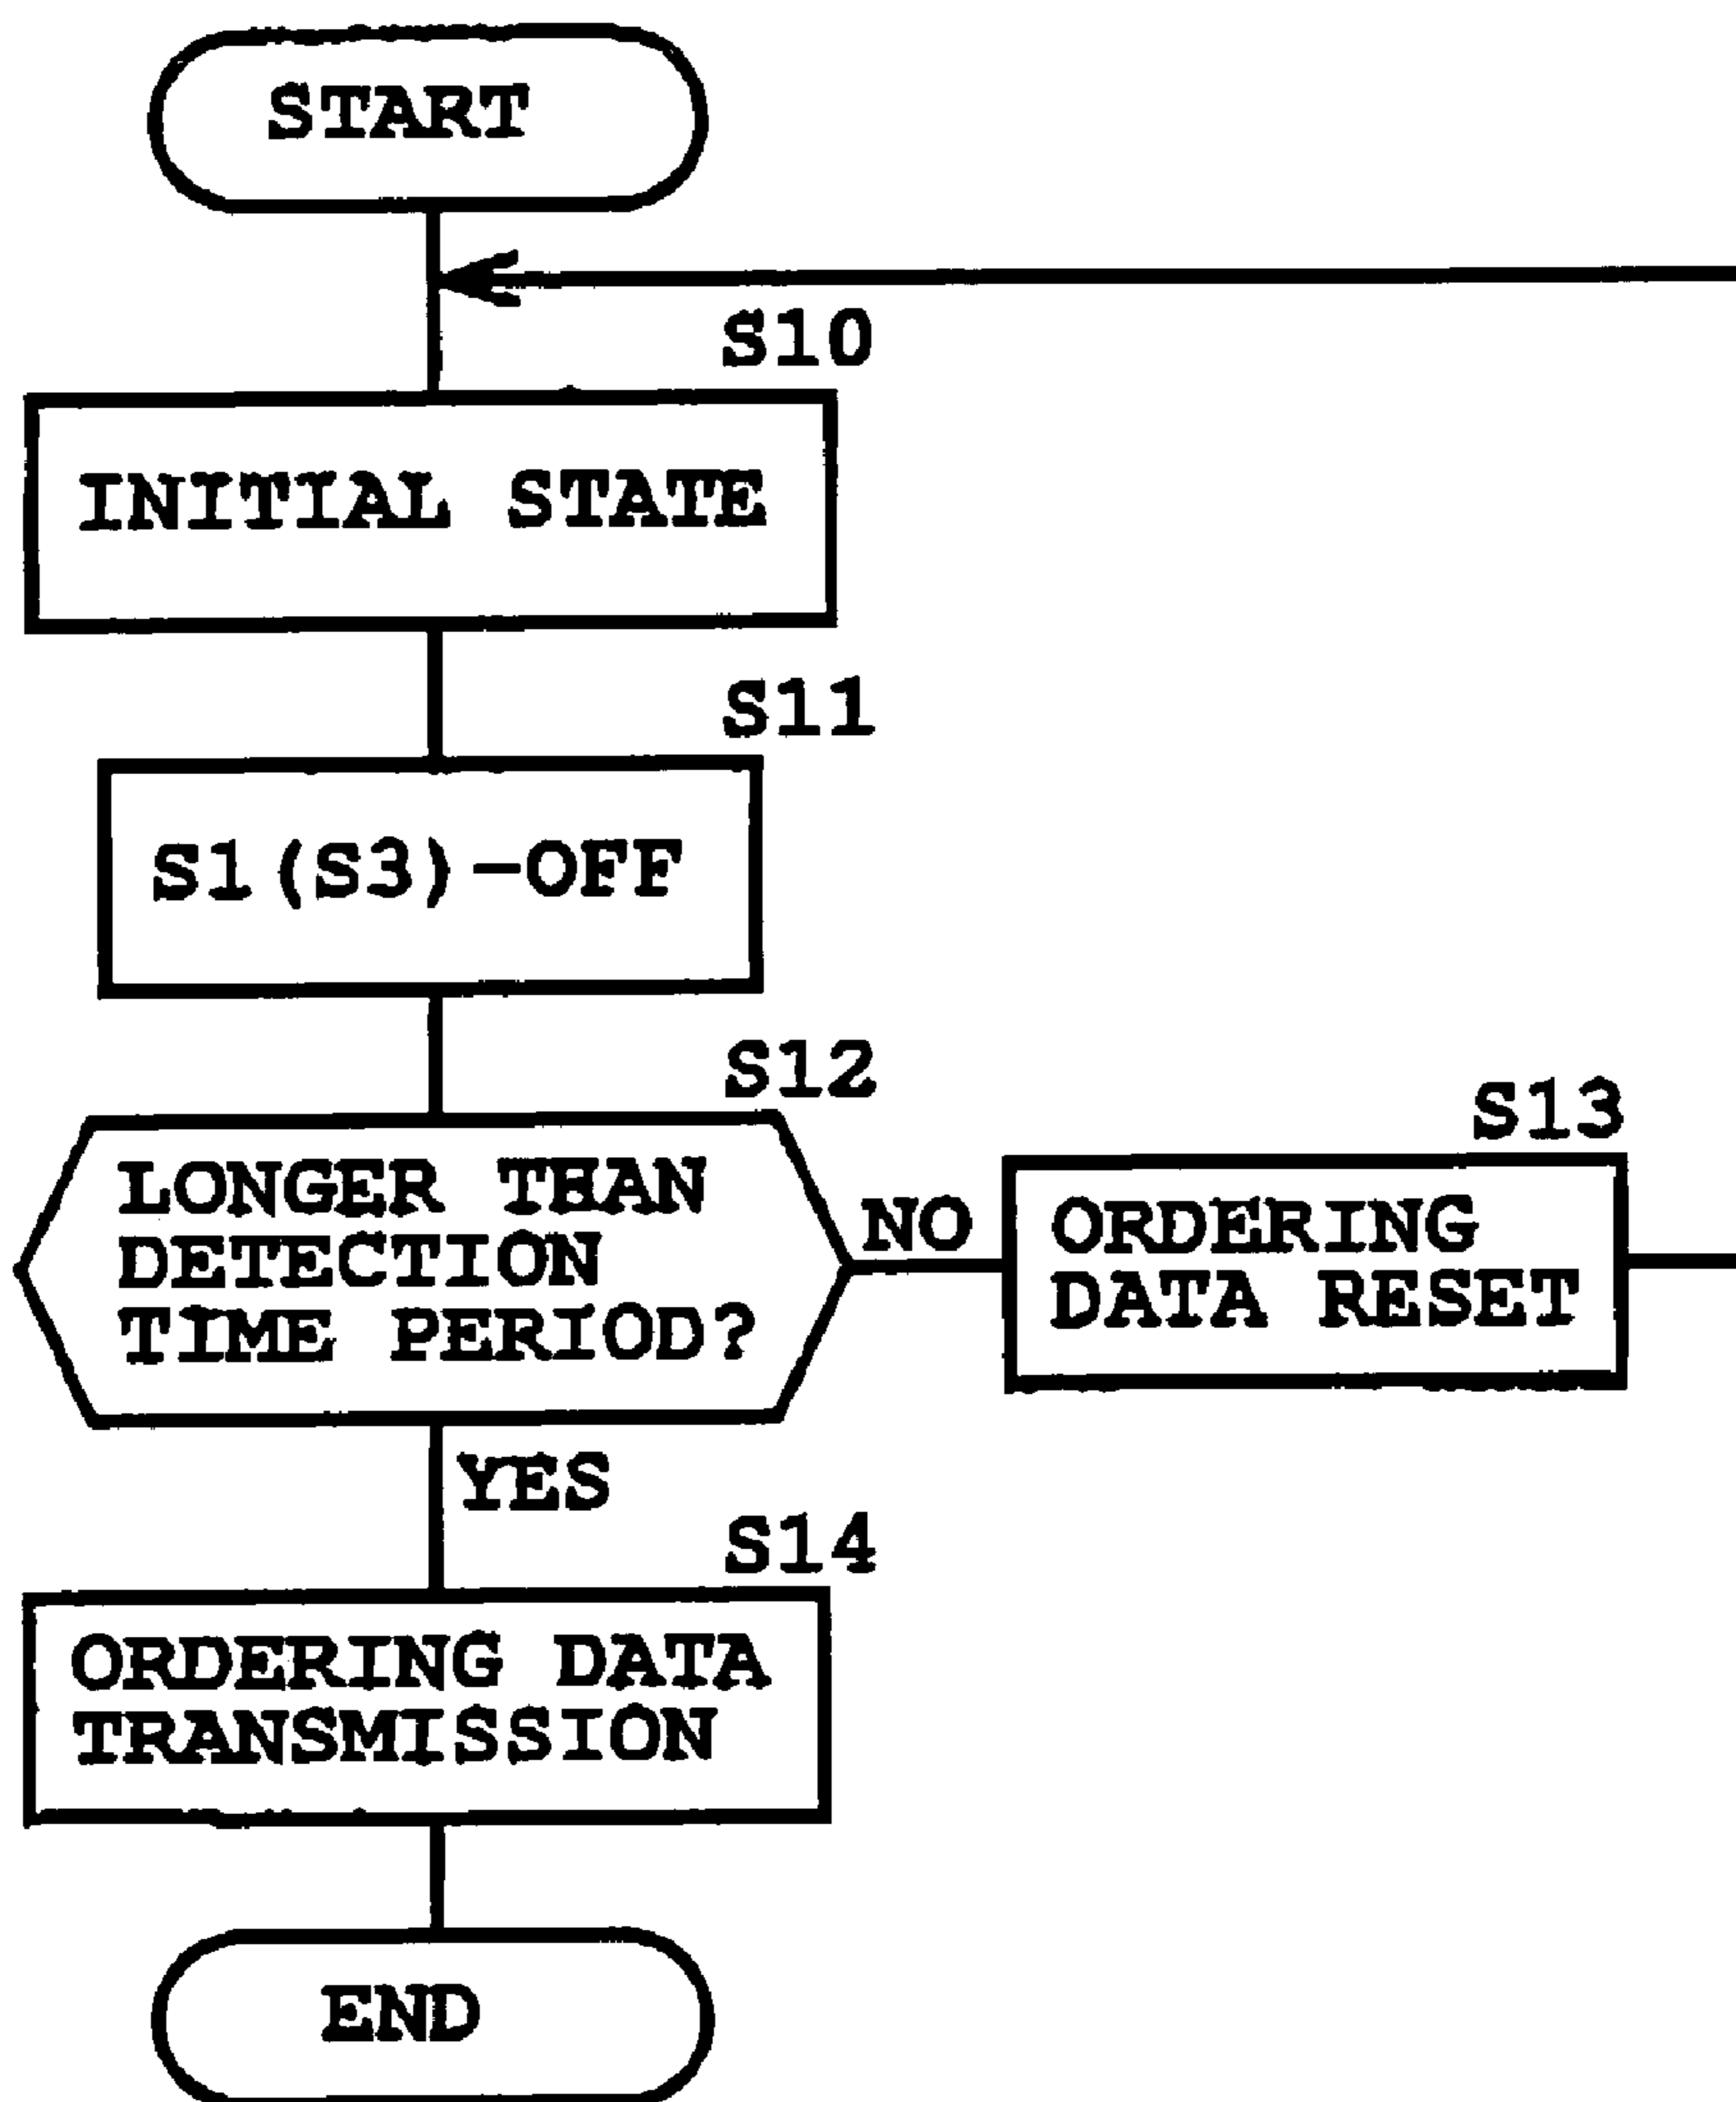 START
S10
INITIAL STATE
S11
S1(S3)-OFF
S12
LONGER THAN
DETECTION
TIME PERIOD?
NO
S13
ORDERING
DATA RESET
YES
S14
ORDERING DATA
TRANSMISSION
END